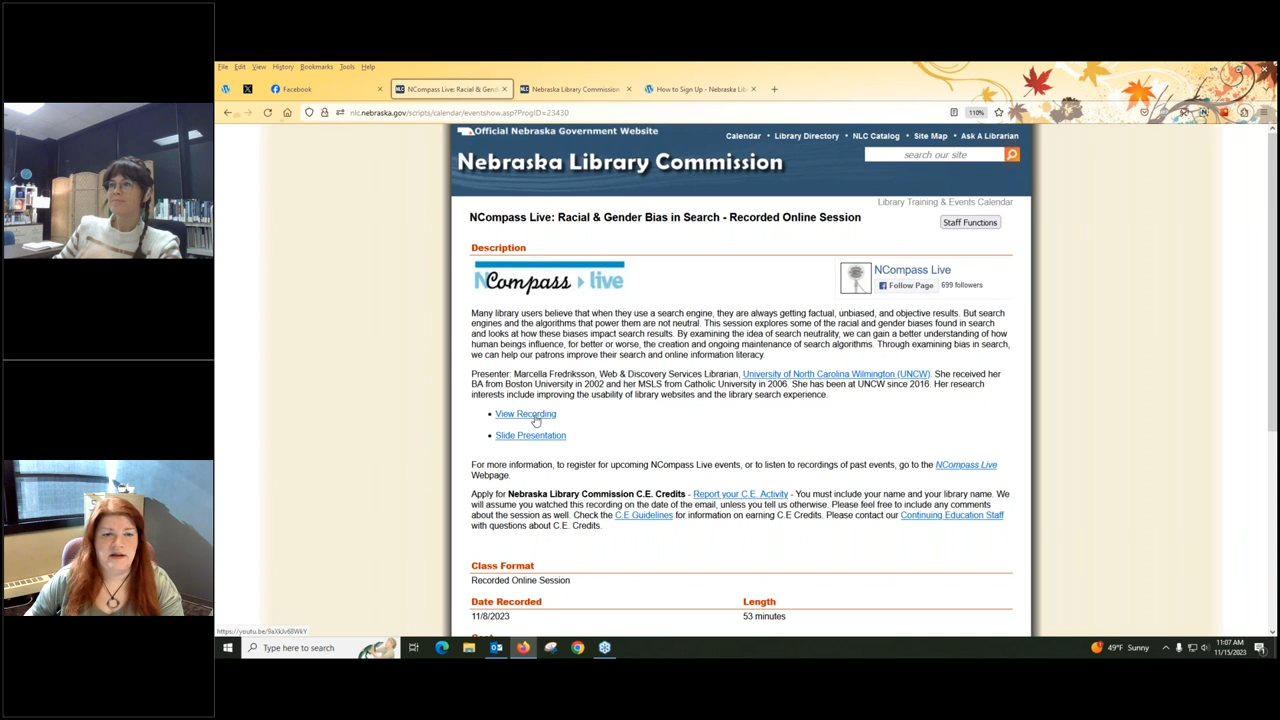 File Edit View History Bookmarks Tools Help
Facebook
NCompass Live: Racial & Gend
Nebraska Library Commission
How to Sign Up - Nebraska Lib
nlc.nebraska.gov/scripts/calendar/eventshow.asp?ProgID=23430
110%
Official Nebraska Government Website
Calendar • Library Directory • NLC Catalog • Site Map • Ask A Librarian
Nebraska Library Commission
search our site
Library Training & Events Calendar
NCompass Live: Racial & Gender Bias in Search - Recorded Online Session
Staff Functions
Description
NCompass live
NCompass Live
Follow Page 699 followers
Many library users believe that when they use a search engine, they are always getting factual, unbiased, and objective results. But search
engines and the algorithms that power them are not neutral. This session explores some of the racial and gender biases found in search
and looks at how these biases impact search results. By examining the idea of search neutrality, we can gain a better understanding of how
human beings influence, for better or worse, the creation and ongoing maintenance of search algorithms. Through examining bias in search,
we can help our patrons improve their search and online information literacy.
Presenter: Marcella Fredriksson, Web & Discovery Services Librarian, University of North Carolina Wilmington (UNCW). She received her
BA from Boston University in 2002 and her MSLS from Catholic University in 2006. She has been at UNCW since 2016. Her research
interests include improving the usability of library websites and the library search experience.
• View Recording
• Slide Presentation
For more information, to register for upcoming NCompass Live events, or to listen to recordings of past events, go to the NCompass Live
Webpage.
Apply for Nebraska Library Commission C.E. Credits - Report your C.E. Activity - You must include your name and your library name. We
will assume you watched this recording on the date of the email, unless you tell us otherwise. Please feel free to include any comments
about the session as well. Check the C.E Guidelines for information on earning C.E Credits. Please contact our Continuing Education Staff
with questions about C.E. Credits.
Class Format
Recorded Online Session
Date Recorded
Length
11/8/2023
53 minutes
Type here to search
49°F Sunny
11:07 AM
11/15/2023